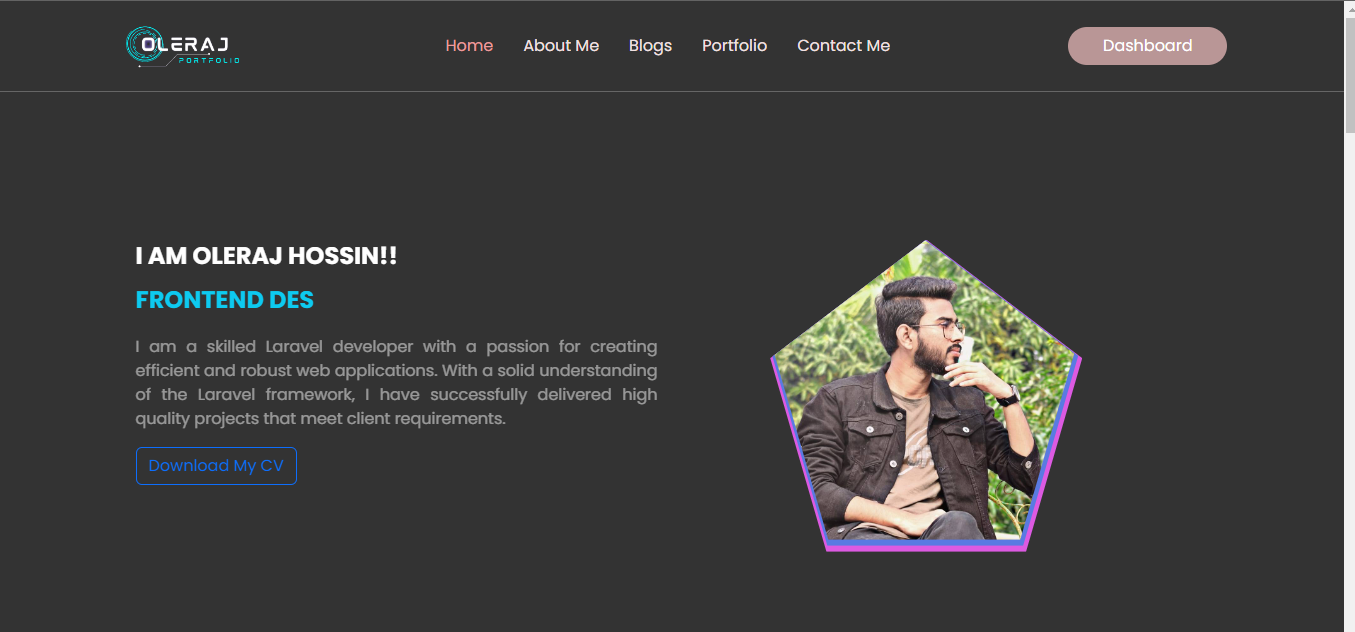 OLERAJ
PORTFOLIO
Home About Me Blogs Portfolio Contact Me Dashboard
I AM OLERAJ HOSSIN!!
FRONTEND DES
I am a skilled Laravel developer with a passion for creating
efficient and robust web applications. With a solid understanding
of the Laravel framework, I have successfully delivered high
quality projects that meet client requirements.
Download My CV